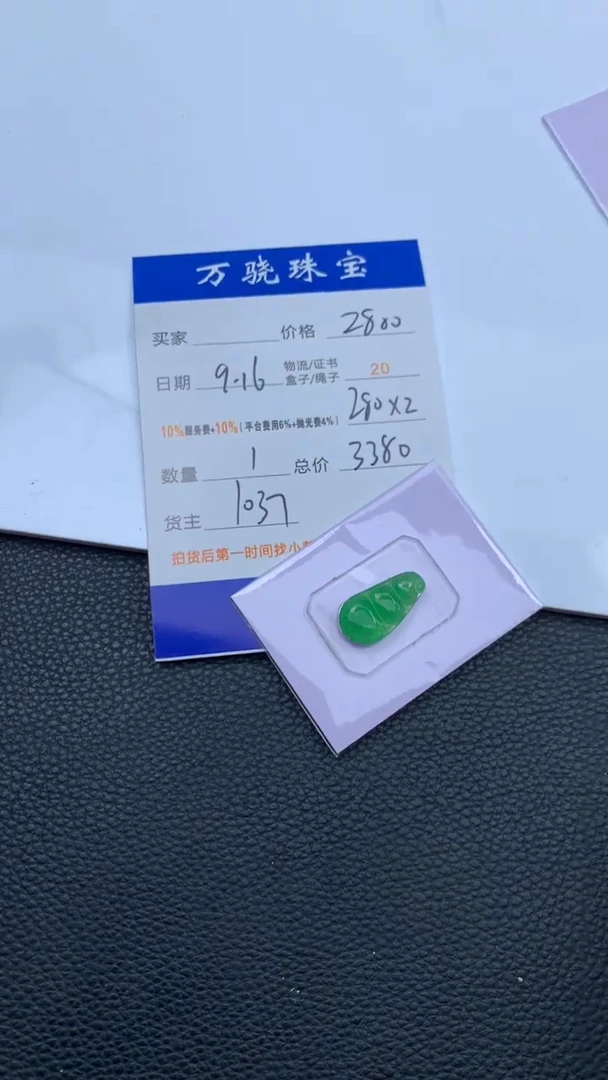 万骁珠宝
买家 价格 2800
日期 9.16 物流/证书 盒子/绳子 20
10%服务费+10%(平台费用6%+抛光费4%) 280×2
数量 1 总价 3380
货主 1037
拍货后第一时间找小